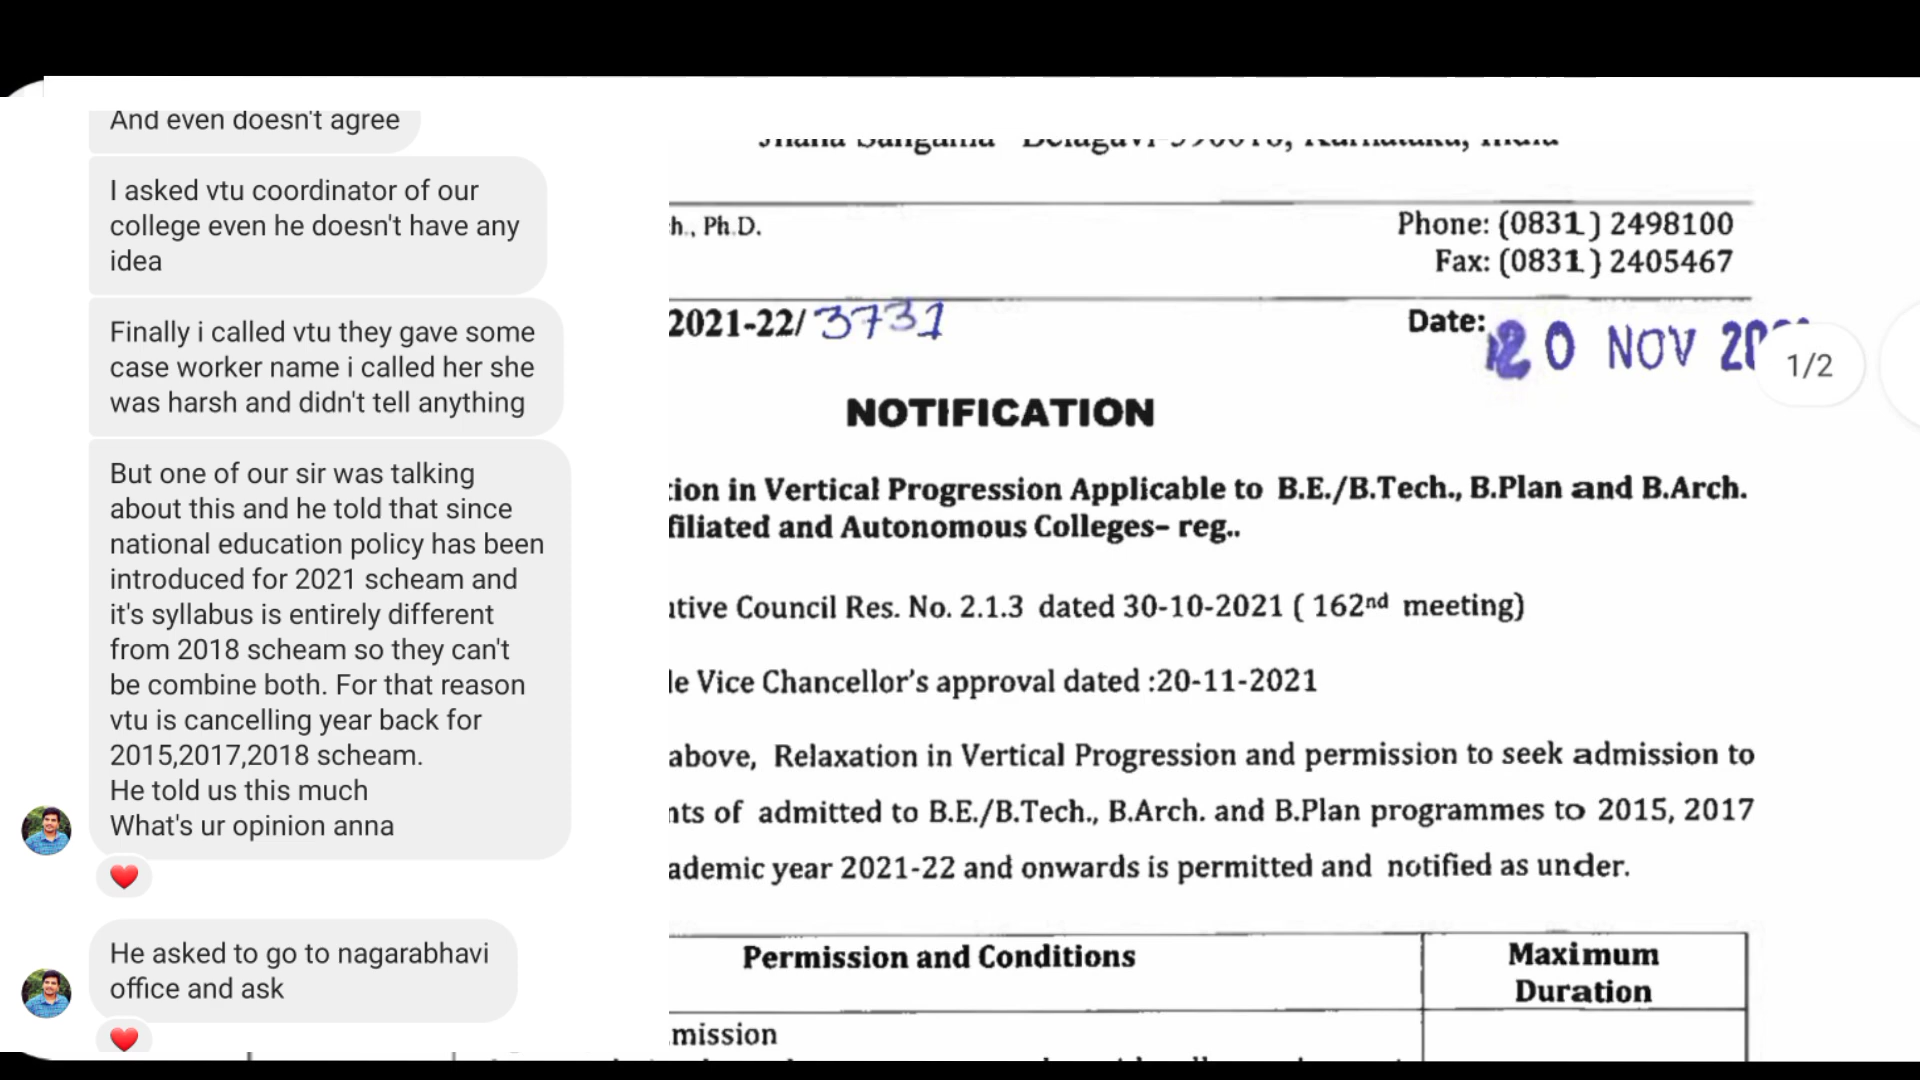 And even doesn't agree
I asked vtu coordinator of our
college even he doesn't have any
idea
Finally i called vtu they gave some
case worker name i called her she
was harsh and didn't tell anything
But one of our sir was talking
about this and he told that since
national education policy has been
introduced for 2021 scheam and
it's syllabus is entirely different
from 2018 scheam so they can't
be combine both. For that reason
vtu is cancelling year back for
2015,2017,2018 scheam.
He told us this much
What's ur opinion anna
He asked to go to nagarabhavi
office and ask
Jnana Sangama Belagavi-590018, Karnataka, India
h., Ph.D.
Phone: (0831) 2498100
Fax: (0831) 2405467
2021-22/ 3731
Date: 20 NOV
1/2
NOTIFICATION
ion in Vertical Progression Applicable to B.E./B.Tech., B.Plan and B.Arch.
filiated and Autonomous Colleges– reg..
tive Council Res. No. 2.1.3 dated 30-10-2021 ( 162nd meeting)
le Vice Chancellor's approval dated :20-11-2021
above, Relaxation in Vertical Progression and permission to seek admission to
nts of admitted to B.E./B.Tech., B.Arch. and B.Plan programmes to 2015, 2017
ademic year 2021-22 and onwards is permitted and notified as under.
Permission and Conditions
Maximum
Duration
mission